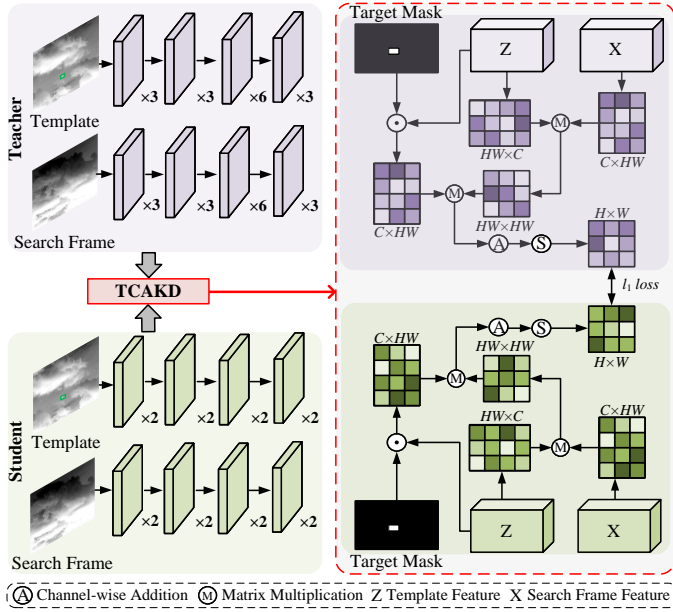 Teacher
Template
×3
×3
×6
×3
Search Frame
×3
×3
×6
×3
TCAKD
Student
Template
×2
×2
×2
×2
Search Frame
×2
×2
×2
×2
Target Mask
Z
X
HW×C
M
C×HW
C×HW
M
HW×HW
A
S
H×W
l₁ loss
A
S
H×W
C×HW
M
HW×HW
HW×C
M
C×HW
Z
X
Target Mask
A Channel-wise Addition M Matrix Multiplication Z Template Feature X Search Frame Feature